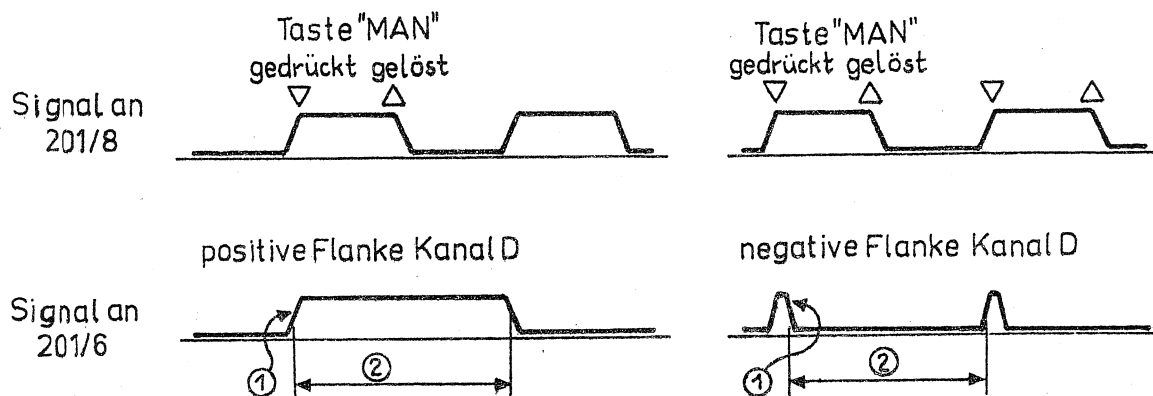 Taste "MAN"
gedrückt gelöst
Taste "MAN"
gedrückt gelöst
Signal an
201/8
positive Flanke Kanal D
negative Flanke Kanal D
Signal an
201/6
1
2
1
2